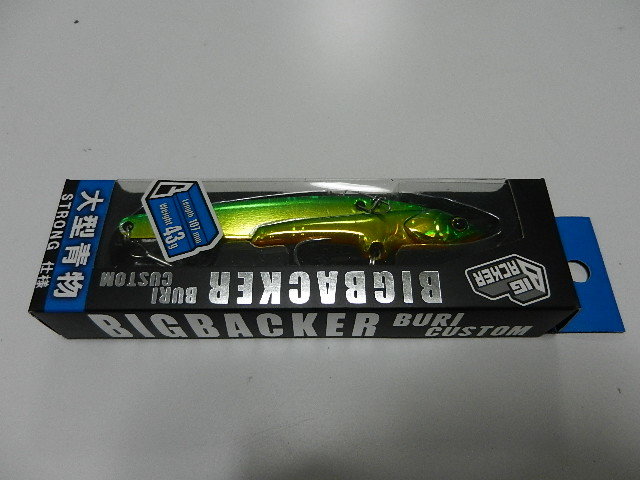 大型青物
STRONG 仕様
Length 107mm
Weight 43g
BIG
BACKER
BIGBACKER
BURI
CUSTOM
BIGBACKER
BURI
CUSTOM